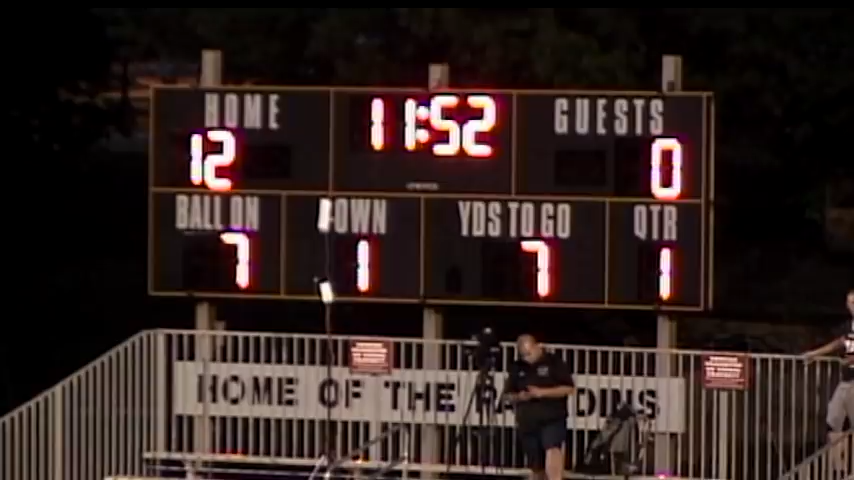 HOME 11:52 GUESTS
12 0
BALL ON DOWN YDS TO GO QTR
7 1 7 1
HOME OF THE PALADINS